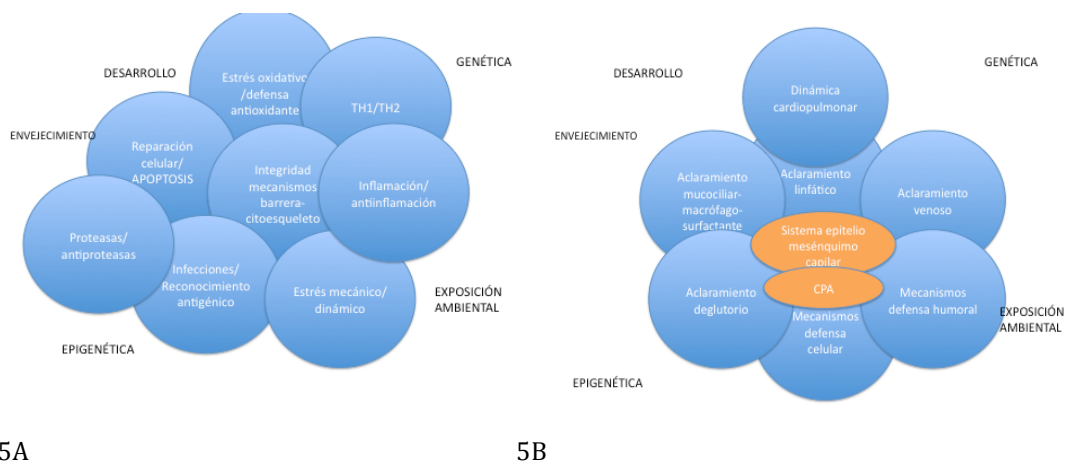 DESARROLLO
GENÉTICA
ENVEJECIMIENTO
Estrés oxidativo
/defensa
antioxidante
TH1/TH2
Reparación
celular/
APOPTOSIS
Integridad
mecanismos
barrera-
citoesqueleto
Inflamación/
antiinflamación
Proteasas/
antiproteasas
Infecciones/
Reconocimiento
antigénico
Estrés mecánico/
dinámico
EXPOSICIÓN
AMBIENTAL
EPIGENÉTICA
5A
DESARROLLO
GENÉTICA
ENVEJECIMIENTO
Dinámica
cardiopulmonar
Aclaramiento
linfático
Aclaramiento
mucociliar-
macrófago-
surfactante
Aclaramiento
venoso
Sistema epitelio
mesénquimo
capilar
CPA
Aclaramiento
deglutorio
Mecanismos
defensa humoral
Mecanismos
defensa
celular
EXPOSICIÓN
AMBIENTAL
EPIGENÉTICA
5B